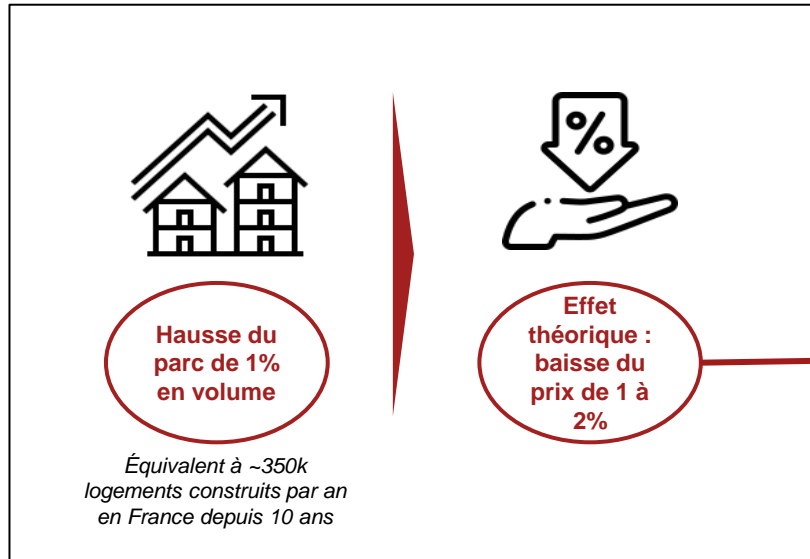 %
Hausse du
parc de 1%
en volume
Équivalent à ~350k
logements construits par an
en France depuis 10 ans
Effet
théorique :
baisse du
prix de 1 à
2%